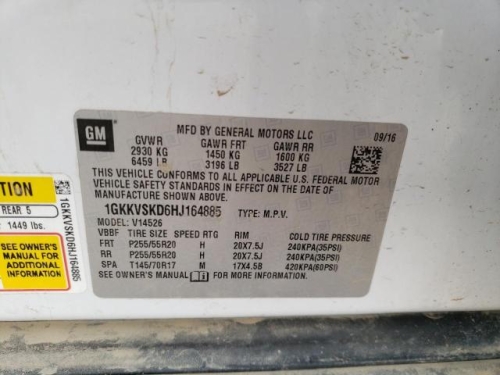 GM
MFD BY GENERAL MOTORS LLC
09/16
GVWR GAWR FRT GAWR RR
2930 KG 1450 KG 1600 KG
6459 LB 3196 LB 3527 LB
THIS VEHICLE CONFORMS TO ALL APPLICABLE U.S. FEDERAL MOTOR
VEHICLE SAFETY STANDARDS IN EFFECT ON THE DATE OF
MANUFACTURE SHOWN ABOVE.
1GKKVSKD6HJ164885 TYPE: M.P.V.
MODEL: V14526
VBBF TIRE SIZE SPEED RTG RIM COLD TIRE PRESSURE
FRT P255/55R20 H 20X7.5J 240KPA(35PSI)
RR P255/55R20 H 20X7.5J 240KPA(35PSI)
SPA T145/70R17 M 17X4.5B 420KPA(60PSI)
SEE OWNER'S MANUAL FOR MORE INFORMATION
TION
REAR 5
1449 lbs.
SEE OWNER'S
MANUAL FOR
ADDITIONAL
INFORMATION
1GKKVSKD6HJ164885